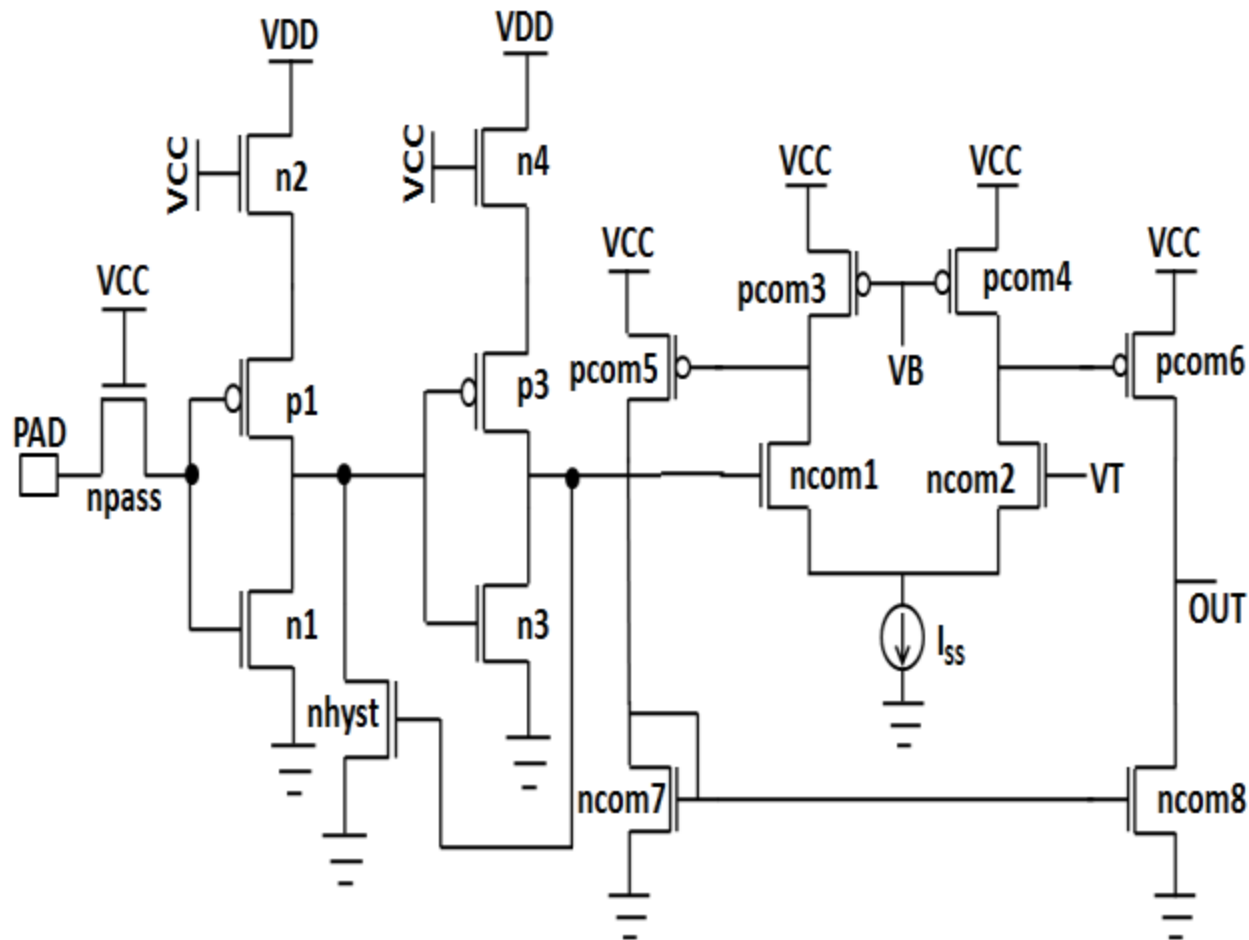 VDD
VDD
VCC
n2
VCC
n4
VCC
VCC
VCC
VCC
VCC
pcom3
pcom4
pcom5
VB
pcom6
PAD
p1
p3
npass
ncom1
ncom2
VT
n1
n3
OUT
ISS
nhyst
ncom7
ncom8